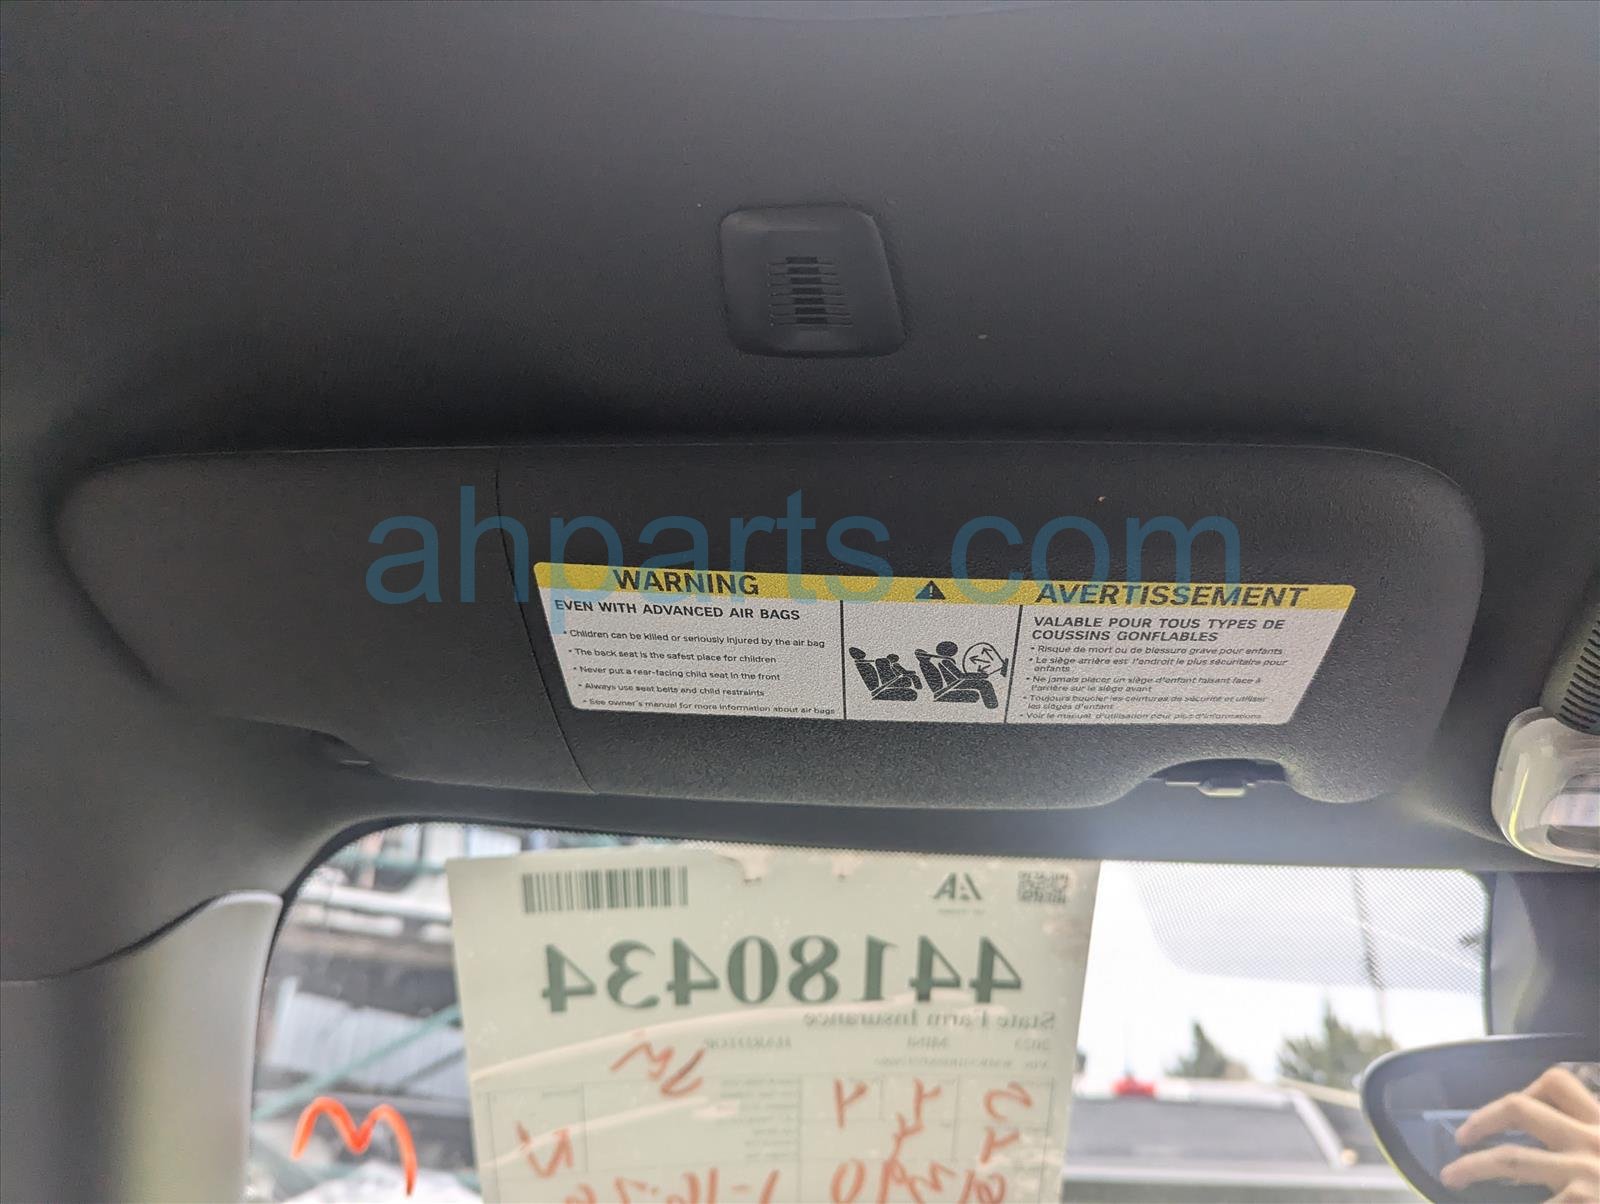 ahparts.com
WARNING
EVEN WITH ADVANCED AIR BAGS
• Children can be killed or seriously injured by the air bag
• The back seat is the safest place for children
• Never put a rear-facing child seat in the front
• Always use seat belts and child restraints
• See owner's manual for more information about air bags
AVERTISSEMENT
VALABLE POUR TOUS TYPES DE
COUSSINS GONFLABLES
• Risque de mort ou de blessure grave pour enfants
• Le siège arrière est l'endroit le plus sécuritaire pour
enfants
• Ne jamais placer un siège d'enfant faisant face à
l'arrière sur le siège avant
• Toujours boucler les ceintures de sécurité et utiliser
les sièges d'enfant
• Voir le manuel d'utilisation pour plus d'informations
IAA
44180434
State Farm Insurance
2023 MINI HARDTOP